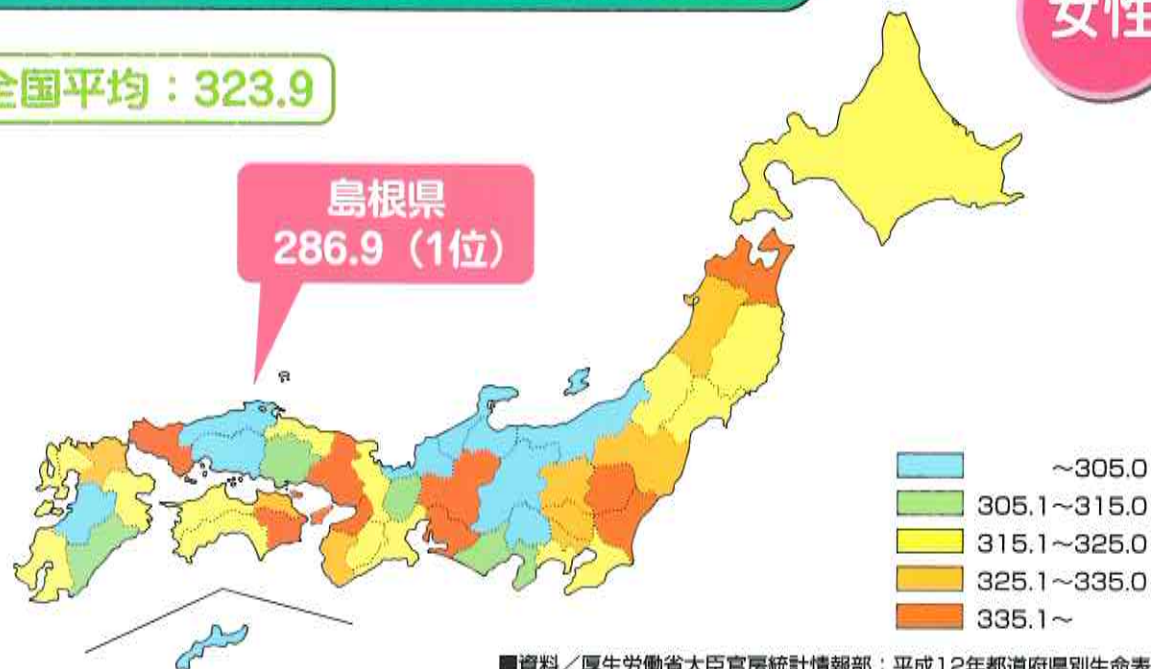 女性
全国平均：323.9
島根県
286.9（1位）
～305.0
305.1～315.0
315.1～325.0
325.1～335.0
335.1～
■資料／厚生労働省大臣官房統計情報部：平成12年都道府県別生命表